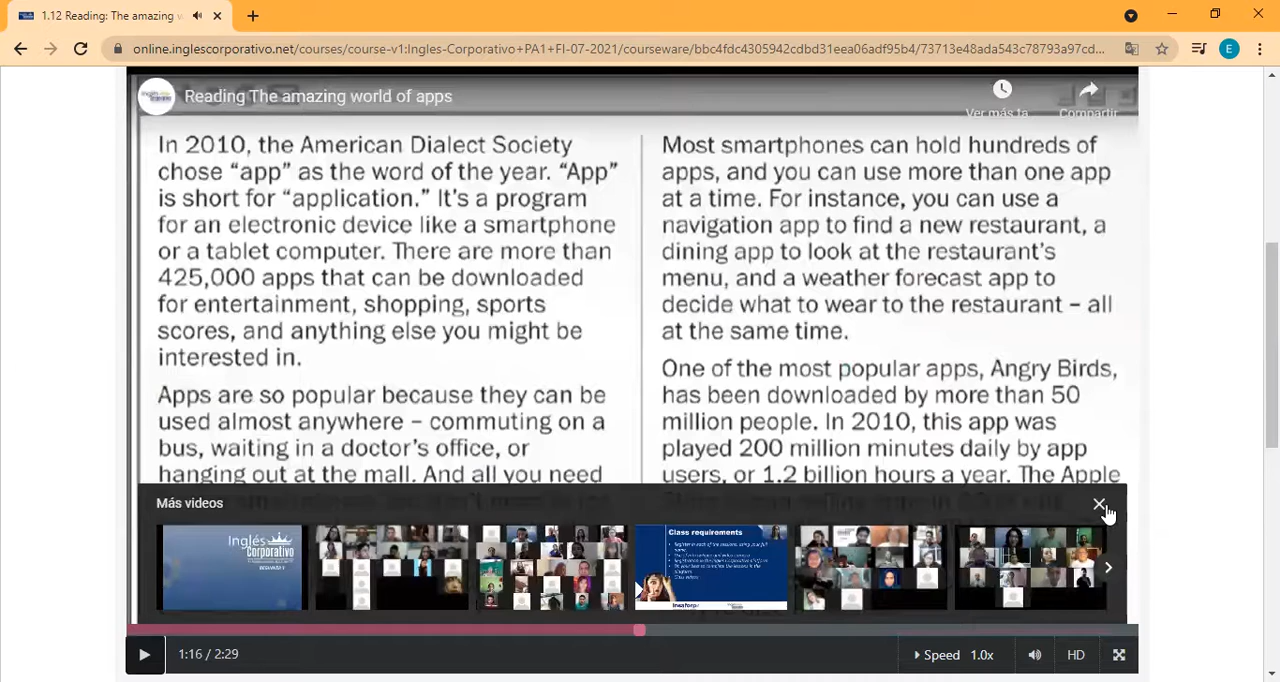 1.12 Reading: The amazing
online.inglescorporativo.net/courses/course-v1:Ingles-Corporativo+PA1+FI-07-2021/courseware/bbc4fdc4305942cdbd31eea06adf95b4/73713e48ada543c78793a97cd...
E
Reading The amazing world of apps
Ver más ta
Compartir
In 2010, the American Dialect Society
chose “app” as the word of the year. “App”
is short for “application.” It's a program
for an electronic device like a smartphone
or a tablet computer. There are more than
425,000 apps that can be downloaded
for entertainment, shopping, sports
scores, and anything else you might be
interested in.
Apps are so popular because they can be
used almost anywhere – commuting on a
bus, waiting in a doctor's office, or
hanging out at the mall. And all you need
Most smartphones can hold hundreds of
apps, and you can use more than one app
at a time. For instance, you can use a
navigation app to find a new restaurant, a
dining app to look at the restaurant's
menu, and a weather forecast app to
decide what to wear to the restaurant – all
at the same time.
One of the most popular apps, Angry Birds,
has been downloaded by more than 50
million people. In 2010, this app was
played 200 million minutes daily by app
users, or 1.2 billion hours a year. The Apple
Más videos
Inglés
Corporativo
Class requirements
1:16 / 2:29
Speed 1.0x
HD